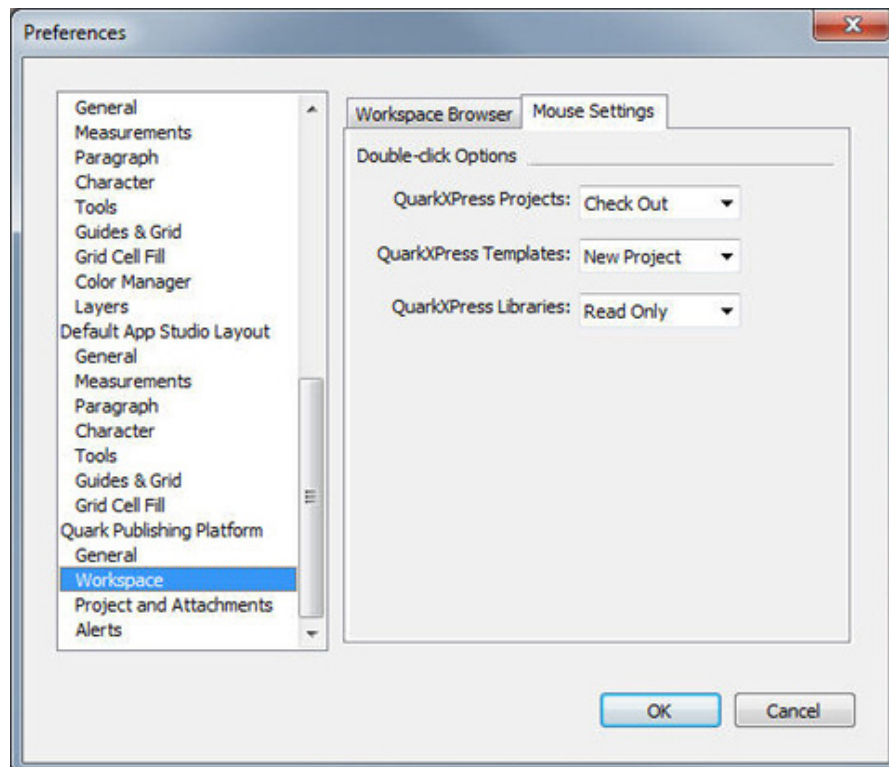 Preferences
General
Measurements
Paragraph
Character
Tools
Guides & Grid
Grid Cell Fill
Color Manager
Layers
Default App Studio Layout
General
Measurements
Paragraph
Character
Tools
Guides & Grid
Grid Cell Fill
Quark Publishing Platform
General
Workspace
Project and Attachments
Alerts
Workspace Browser
Mouse Settings
Double-click Options
QuarkXPress Projects: Check Out
QuarkXPress Templates: New Project
QuarkXPress Libraries: Read Only
OK
Cancel